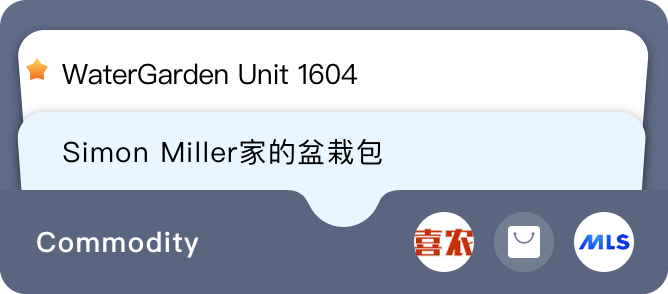 WaterGarden Unit 1604
Simon Miller家的盆栽包
Commodity
喜农
MLS